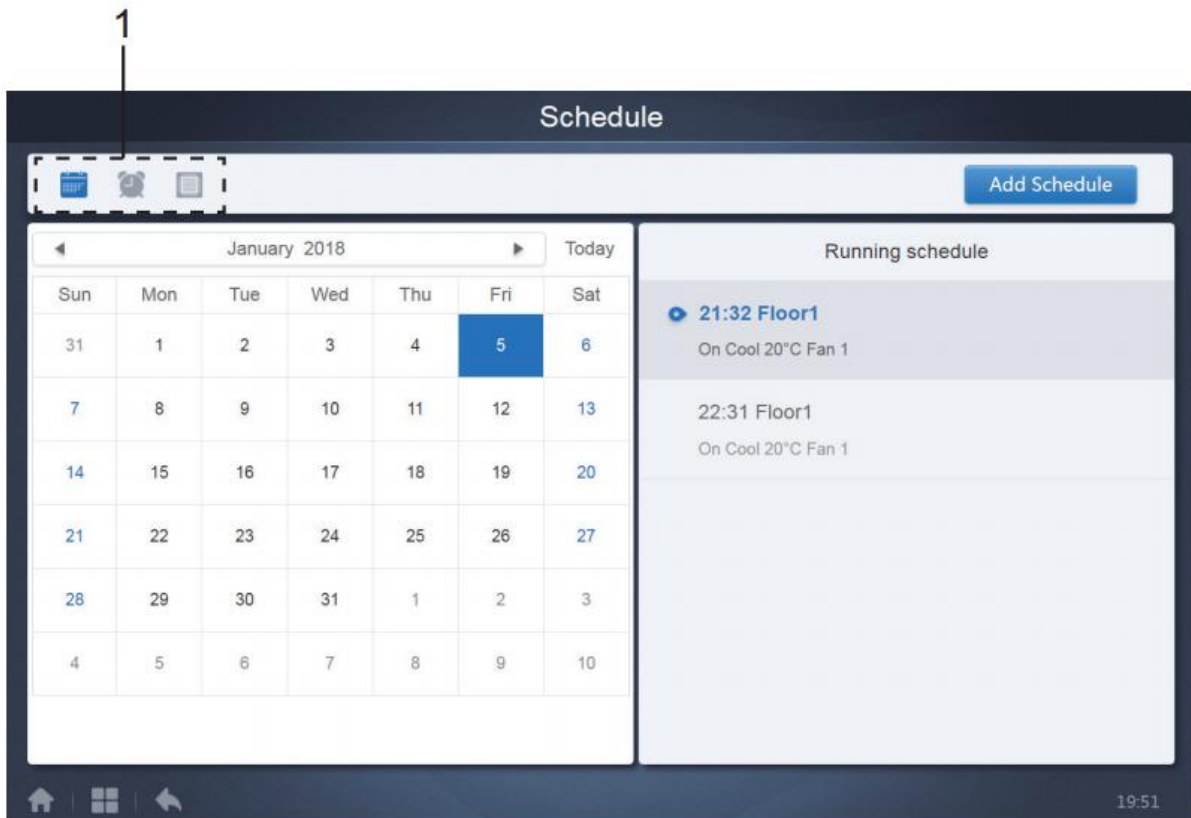 1
Schedule
Add Schedule
January 2018 Today
Sun Mon Tue Wed Thu Fri Sat
31 1 2 3 4 5 6
7 8 9 10 11 12 13
14 15 16 17 18 19 20
21 22 23 24 25 26 27
28 29 30 31 1 2 3
4 5 6 7 8 9 10
Running schedule
21:32 Floor1
On Cool 20°C Fan 1
22:31 Floor1
On Cool 20°C Fan 1
19:51